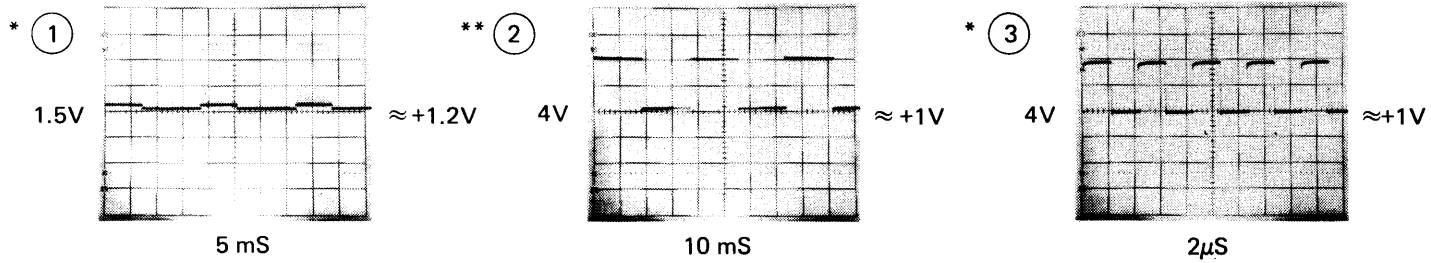 * 1
** 2
* 3
1.5V
≈ +1.2V
4V
≈ +1V
4V
≈+1V
5 mS
10 mS
2μS